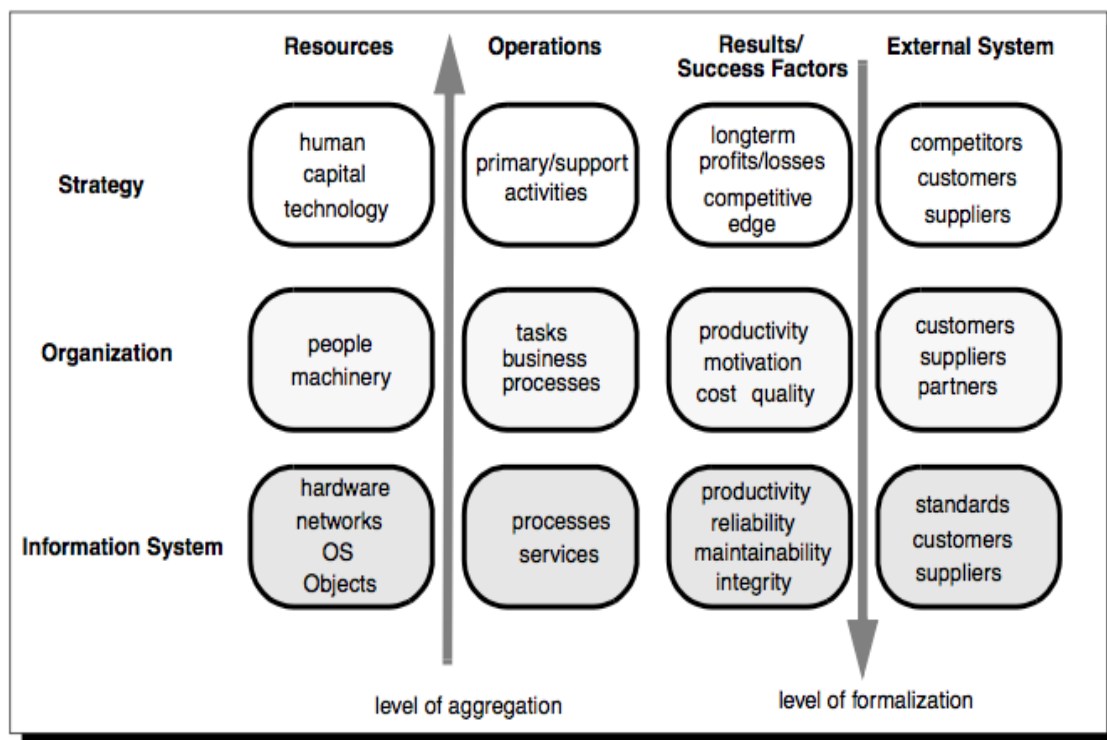 Resources
Operations
Results/
Success Factors
External System
Strategy
human
capital
technology
primary/support
activities
longterm
profits/losses
competitive
edge
competitors
customers
suppliers
Organization
people
machinery
tasks
business
processes
productivity
motivation
cost quality
customers
suppliers
partners
Information System
hardware
networks
OS
Objects
processes
services
productivity
reliability
maintainability
integrity
standards
customers
suppliers
level of aggregation
level of formalization